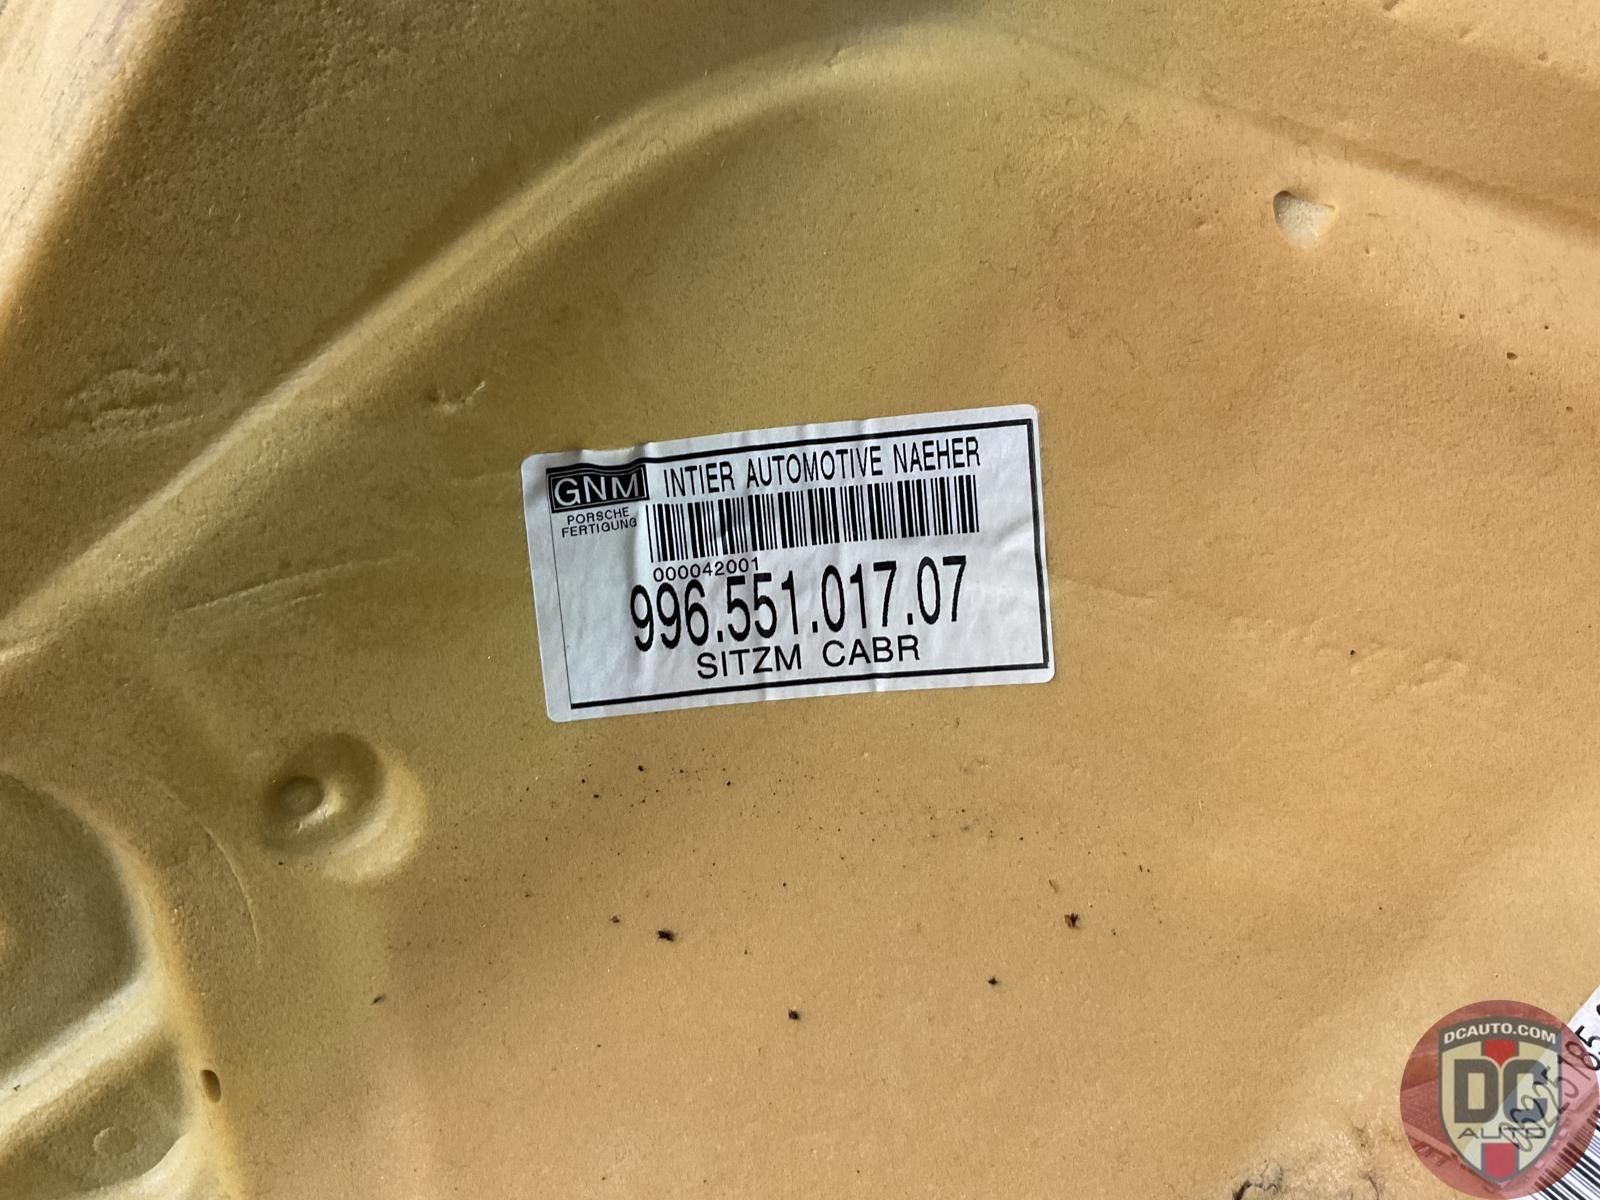 GNM INTIER AUTOMOTIVE NAEHER
PORSCHE
FERTIGUNG
000042001
996.551.017.07
SITZM CABR
DCAUTO.COM
DC
AUTO